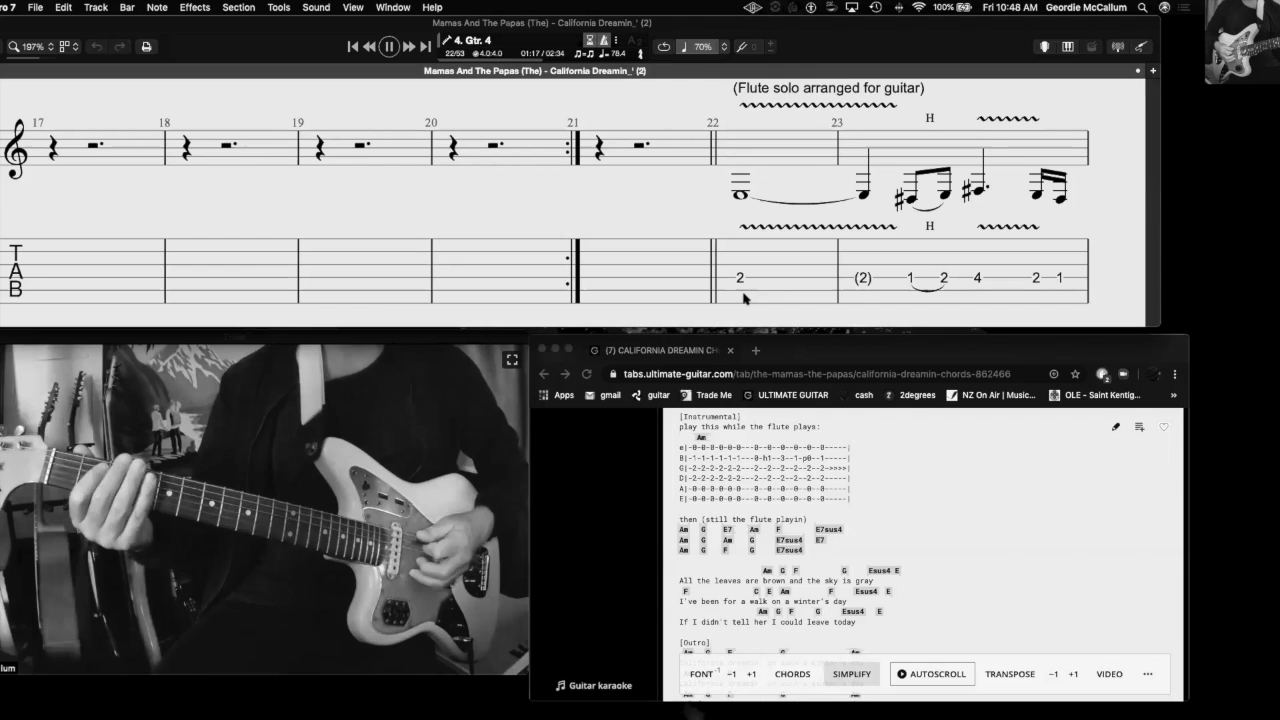 ro 7 File Edit Track Bar Note Effects Section Tools Sound View Window Help 100% Fri 10:48 AM Geordie McCallum
Mamas And The Papas (The) - California Dreamin_' (2)
197% 4. Gtr. 4 70%
22/53 4.0:4.0 01:17 / 02:34 = 78.4
Mamas And The Papas (The) - California Dreamin_' (2)
(Flute solo arranged for guitar)
17 18 19 20 21 22 23
H
H
T
A
B
2 (2) 1 2 4 2 1
(7) CALIFORNIA DREAMIN CH
tabs.ultimate-guitar.com/tab/the-mamas-the-papas/california-dreamin-chords-862466
Apps gmail guitar Trade Me ULTIMATE GUITAR cash 2degrees NZ On Air | Music... OLE - Saint Kentig...
[Instrumental]
play this while the flute plays:
Am
e|-0-0-0-0-0-0---0--0--0--0--0-----|
B|-1-1-1-1-1-1---0-h1--3--1-p0--1-----|
G|-2-2-2-2-2-2---2--2--2--2--2->>>>|
D|-2-2-2-2-2-2---2--2--2--2--2-----|
A|-0-0-0-0-0-0---0--0--0--0--0-----|
E|-0-0-0-0-0-0---0--0--0--0--0-----|
then (still the flute playin)
Am G E7 Am F E7sus4
Am G Am G E7sus4 E7
Am G F G E7sus4
Am G F G Esus4 E
All the leaves are brown and the sky is gray
F C E Am F Esus4 E
I've been for a walk on a winter's day
Am G F G Esus4 E
If I didn't tell her I could leave today
[Outro]
FONT -1 −1 +1 CHORDS SIMPLIFY AUTOSCROLL TRANSPOSE −1 +1 VIDEO
Guitar karaoke
lum